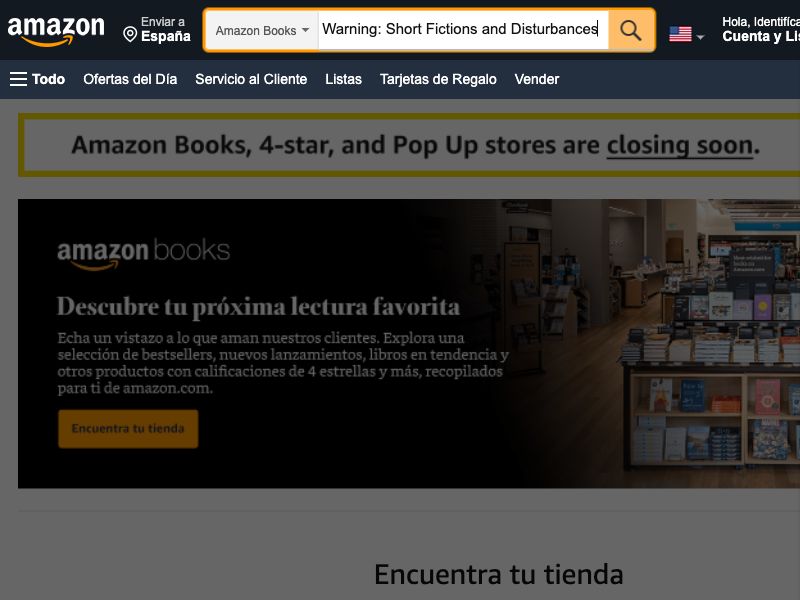 amazon
Enviar a
España
Amazon Books
Warning: Short Fictions and Disturbances
Hola, Identifíca
Cuenta y Lis
Todo
Ofertas del Día
Servicio al Cliente
Listas
Tarjetas de Regalo
Vender
Amazon Books, 4-star, and Pop Up stores are closing soon.
amazon books
Descubre tu próxima lectura favorita
Echa un vistazo a lo que aman nuestros clientes. Explora una
selección de bestsellers, nuevos lanzamientos, libros en tendencia y
otros productos con calificaciones de 4 estrellas y más, recopilados
para ti de amazon.com.
Encuentra tu tienda
Encuentra tu tienda